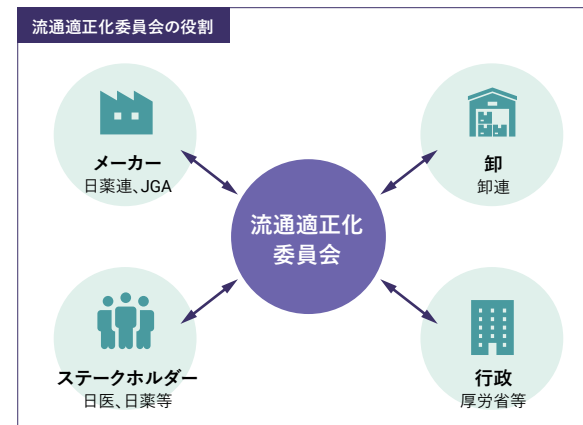 流通適正化委員会の役割
メーカー
日薬連、JGA
卸
卸連
流通適正化
委員会
ステークホルダー
日医、日薬等
行政
厚労省等